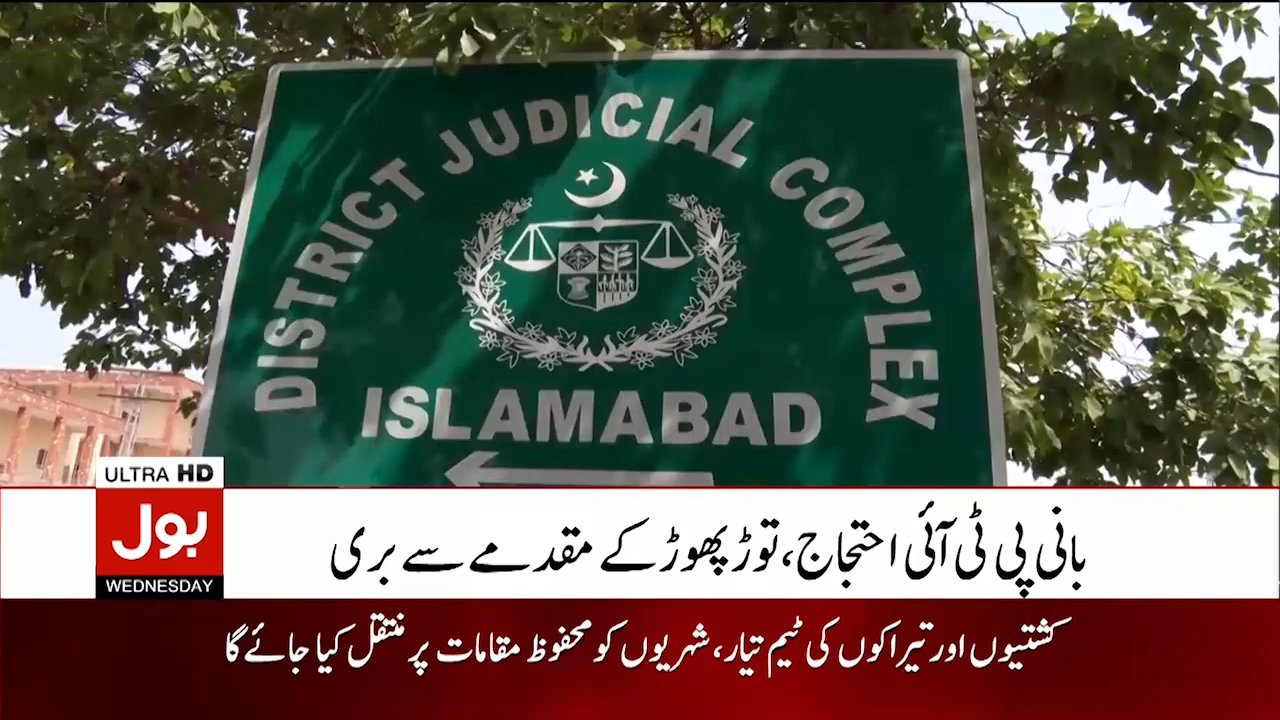 DISTRICT JUDICIAL COMPLEX
ISLAMABAD
ULTRA HD
بول
WEDNESDAY
بانی پی ٹی آئی احتجاج، توڑ پھوڑ کے مقدمے سے بری
کشتیوں اور تیراکوں کی ٹیم تیار، شہریوں کو محفوظ مقامات پر منتقل کیا جائے گا